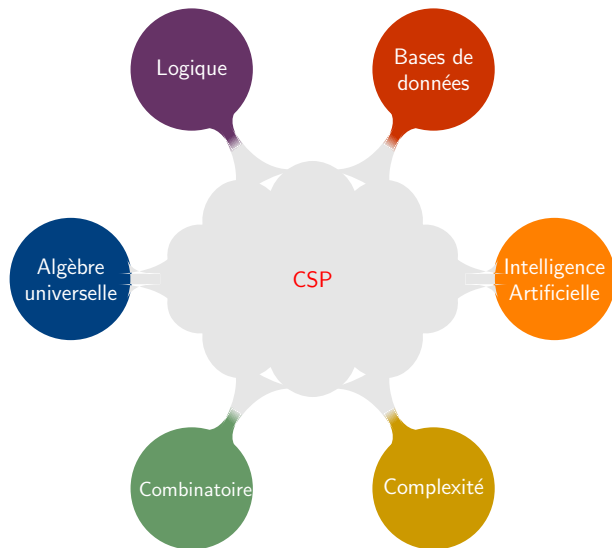 Logique
Bases de
données
Algèbre
universelle
CSP
Intelligence
Artificielle
Combinatoire
Complexité